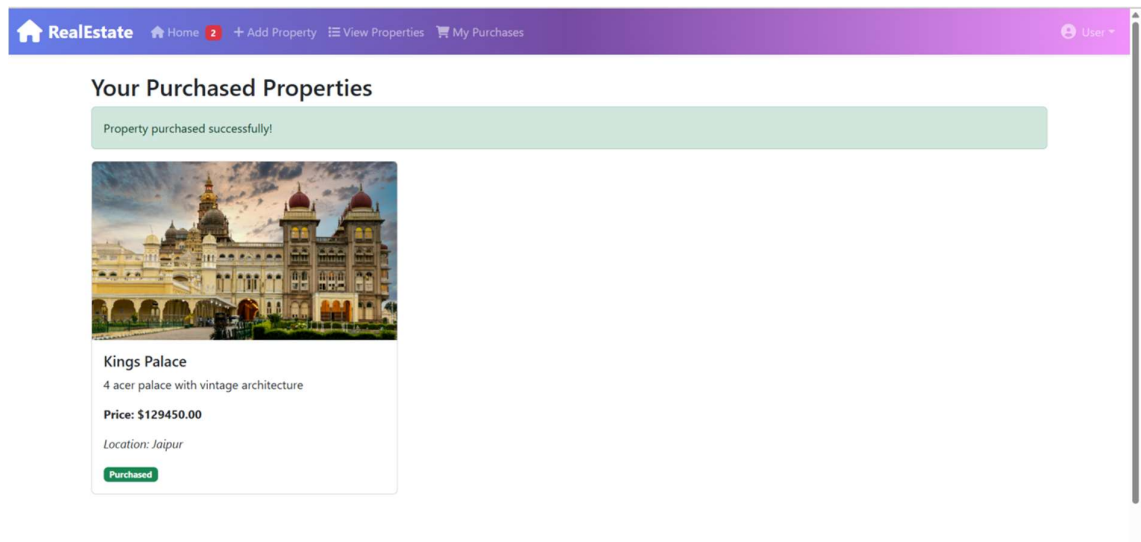 RealEstate Home 2 + Add Property View Properties My Purchases User
Your Purchased Properties
Property purchased successfully!
Kings Palace
4 acer palace with vintage architecture
Price: $129450.00
Location: Jaipur
Purchased